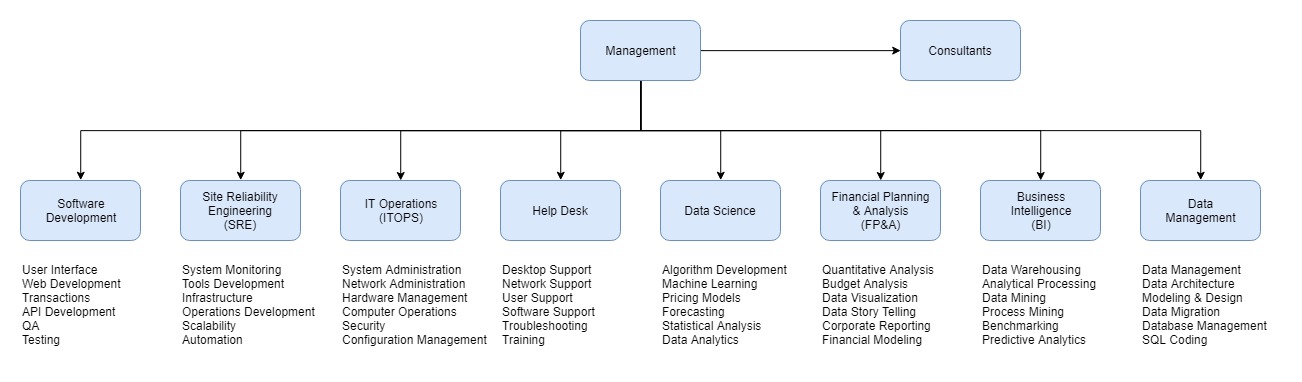 Management
Consultants
Software
Development
Site Reliability
Engineering
(SRE)
IT Operations
(ITOPS)
Help Desk
Data Science
Financial Planning
& Analysis
(FP&A)
Business
Intelligence
(BI)
Data
Management
User Interface
Web Development
Transactions
API Development
QA
Testing
System Monitoring
Tools Development
Infrastructure
Operations Development
Scalability
Automation
System Administration
Network Administration
Hardware Management
Computer Operations
Security
Configuration Management
Desktop Support
Network Support
User Support
Software Support
Troubleshooting
Training
Algorithm Development
Machine Learning
Pricing Models
Forecasting
Statistical Analysis
Data Analytics
Quantitative Analysis
Budget Analysis
Data Visualization
Data Story Telling
Corporate Reporting
Financial Modeling
Data Warehousing
Analytical Processing
Data Mining
Process Mining
Benchmarking
Predictive Analytics
Data Management
Data Architecture
Modeling & Design
Data Migration
Database Management
SQL Coding